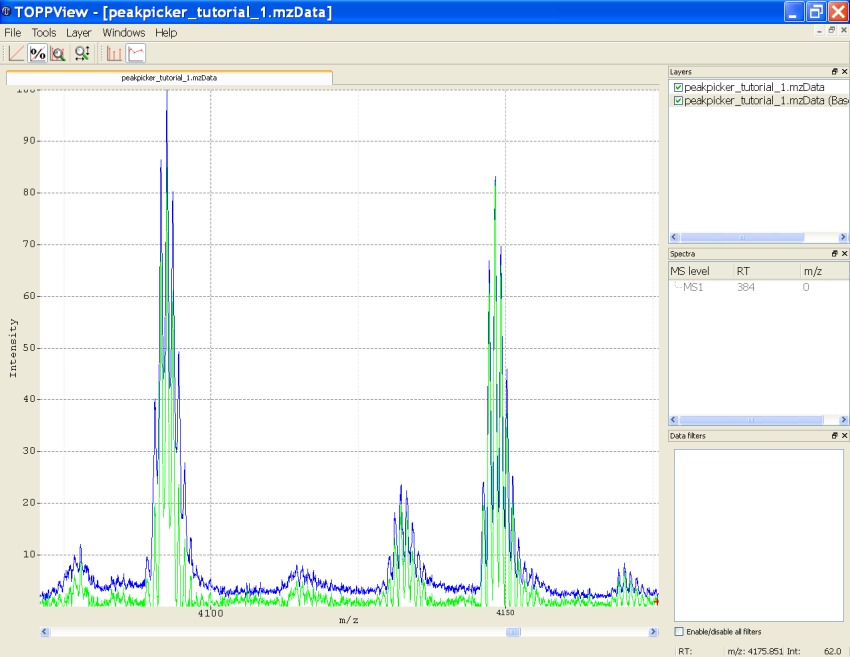 TOPPView - [peakpicker_tutorial_1.mzData]
File Tools Layer Windows Help
%
peakpicker_tutorial_1.mzData
100
90
80
70
60
50
40
30
20
10
Intensity
4100
4150
m/z
Layers
peakpicker_tutorial_1.mzData
peakpicker_tutorial_1.mzData (Bas
Spectra
MS level RT m/z
MS1 384 0
Data filters
Enable/disable all filters
RT: m/z: 4175.851 Int: 62.0